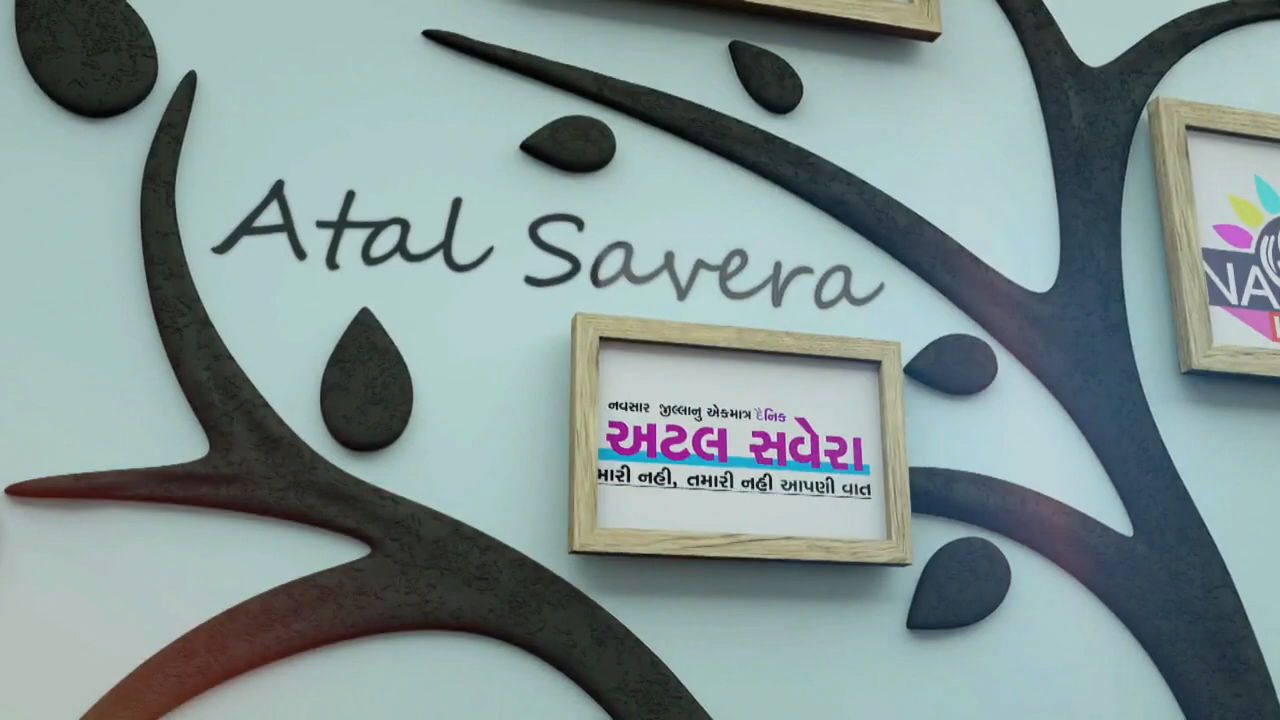 Atal Savera
નવસાર જીલ્લાનુ એકમાત્ર દૈનિક
અટલ સવેરા
મારી નહી, તમારી નહી આપણી વાત